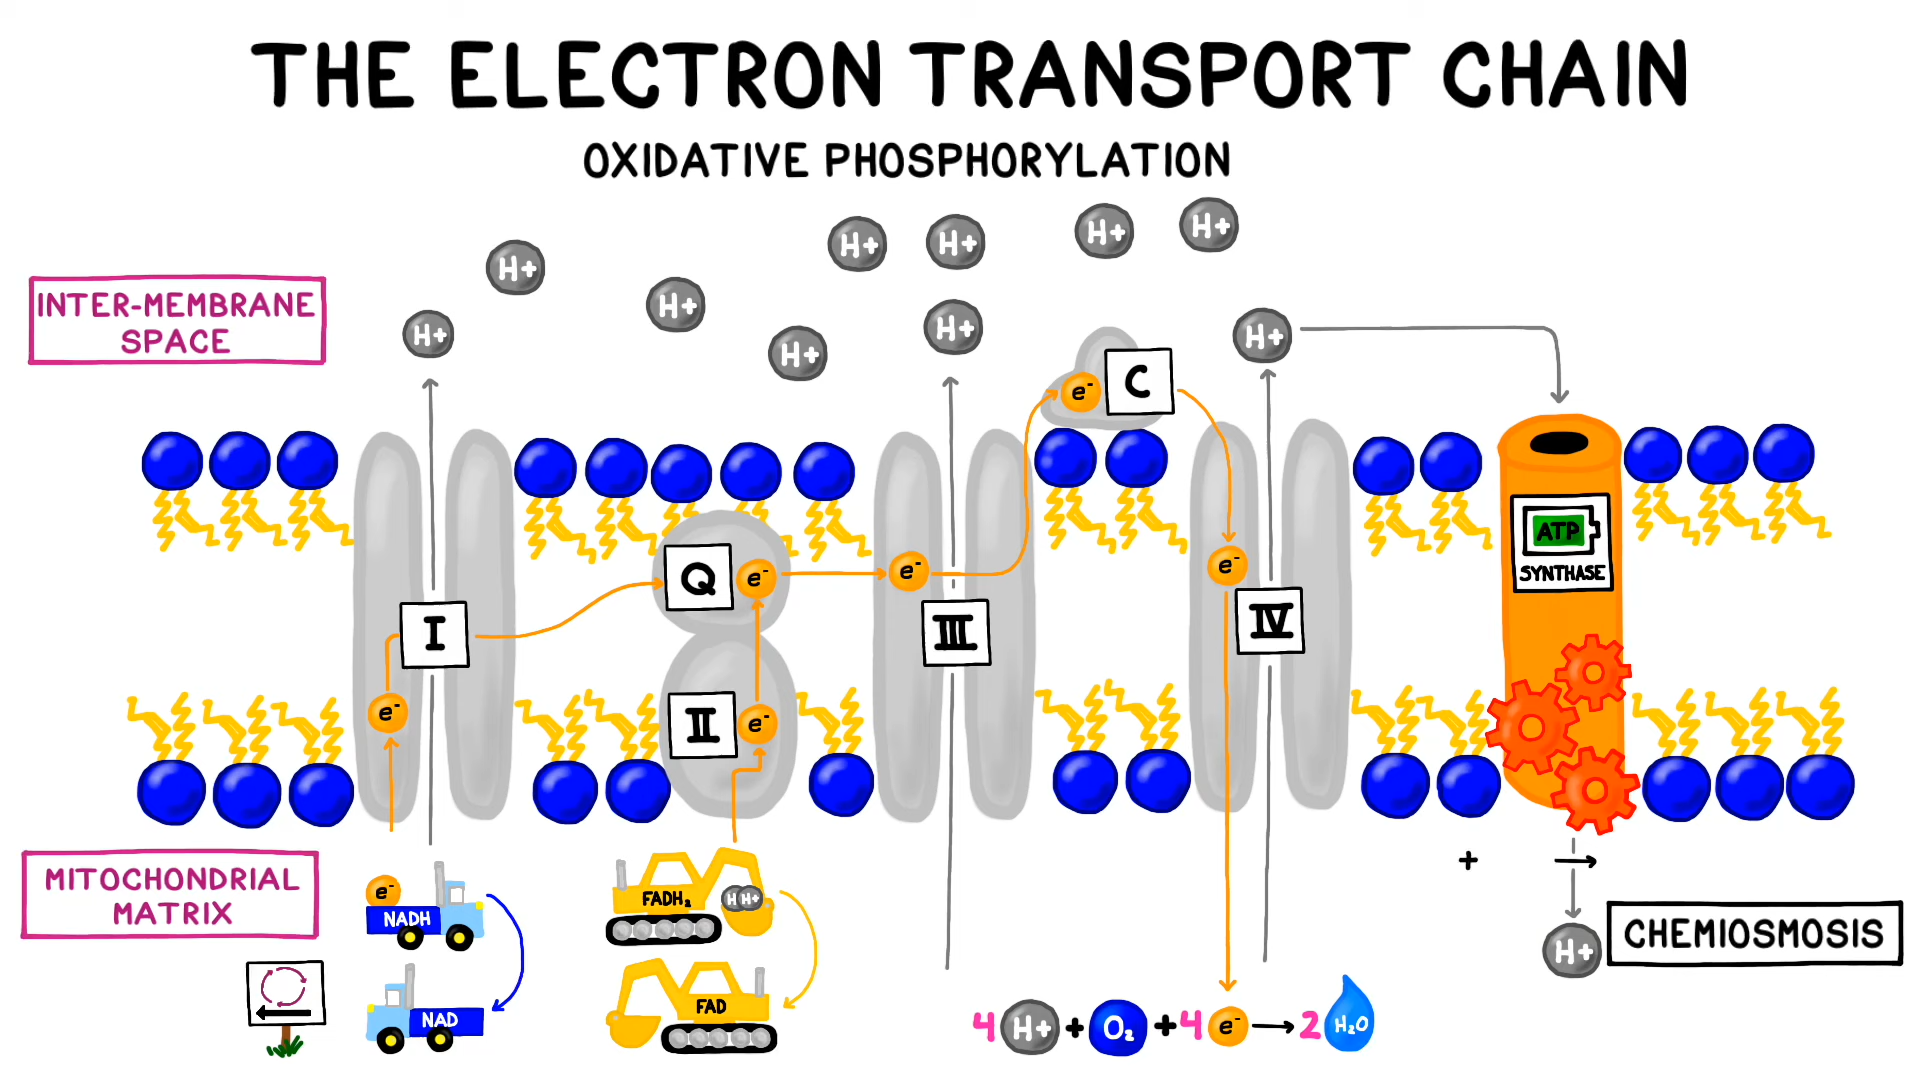 THE ELECTRON TRANSPORT CHAIN
OXIDATIVE PHOSPHORYLATION
H+ H+ H+ H+
H+
H+
INTER-MEMBRANE
SPACE
H+ H+ H+ H+
H+
e⁻ C
ATP
SYNTHASE
Q e⁻ e⁻ e⁻
I III IV
e⁻ II e⁻
MITOCHONDRIAL
MATRIX
+ →
e⁻
NADH
FADH₂ H H+
CHEMIOSMOSIS
H+
NAD
FAD
4 H+ + O₂ + 4 e⁻ → 2 H₂O